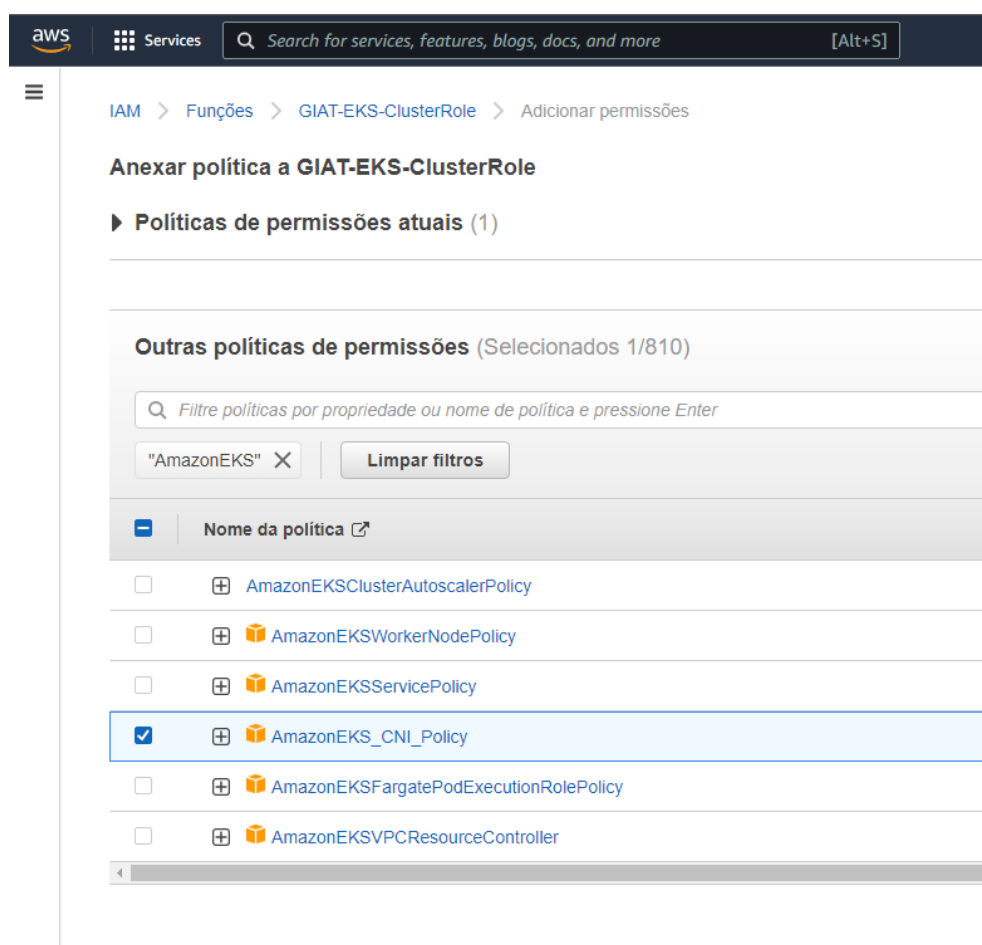 aws Services Search for services, features, blogs, docs, and more [Alt+S]
IAM > Funções > GIAT-EKS-ClusterRole > Adicionar permissões
Anexar política a GIAT-EKS-ClusterRole
Políticas de permissões atuais (1)
Outras políticas de permissões (Selecionados 1/810)
Filtre políticas por propriedade ou nome de política e pressione Enter
"AmazonEKS" Limpar filtros
Nome da política
AmazonEKSClusterAutoscalerPolicy
AmazonEKSWorkerNodePolicy
AmazonEKSServicePolicy
AmazonEKS_CNI_Policy
AmazonEKSFargatePodExecutionRolePolicy
AmazonEKSVPCResourceController